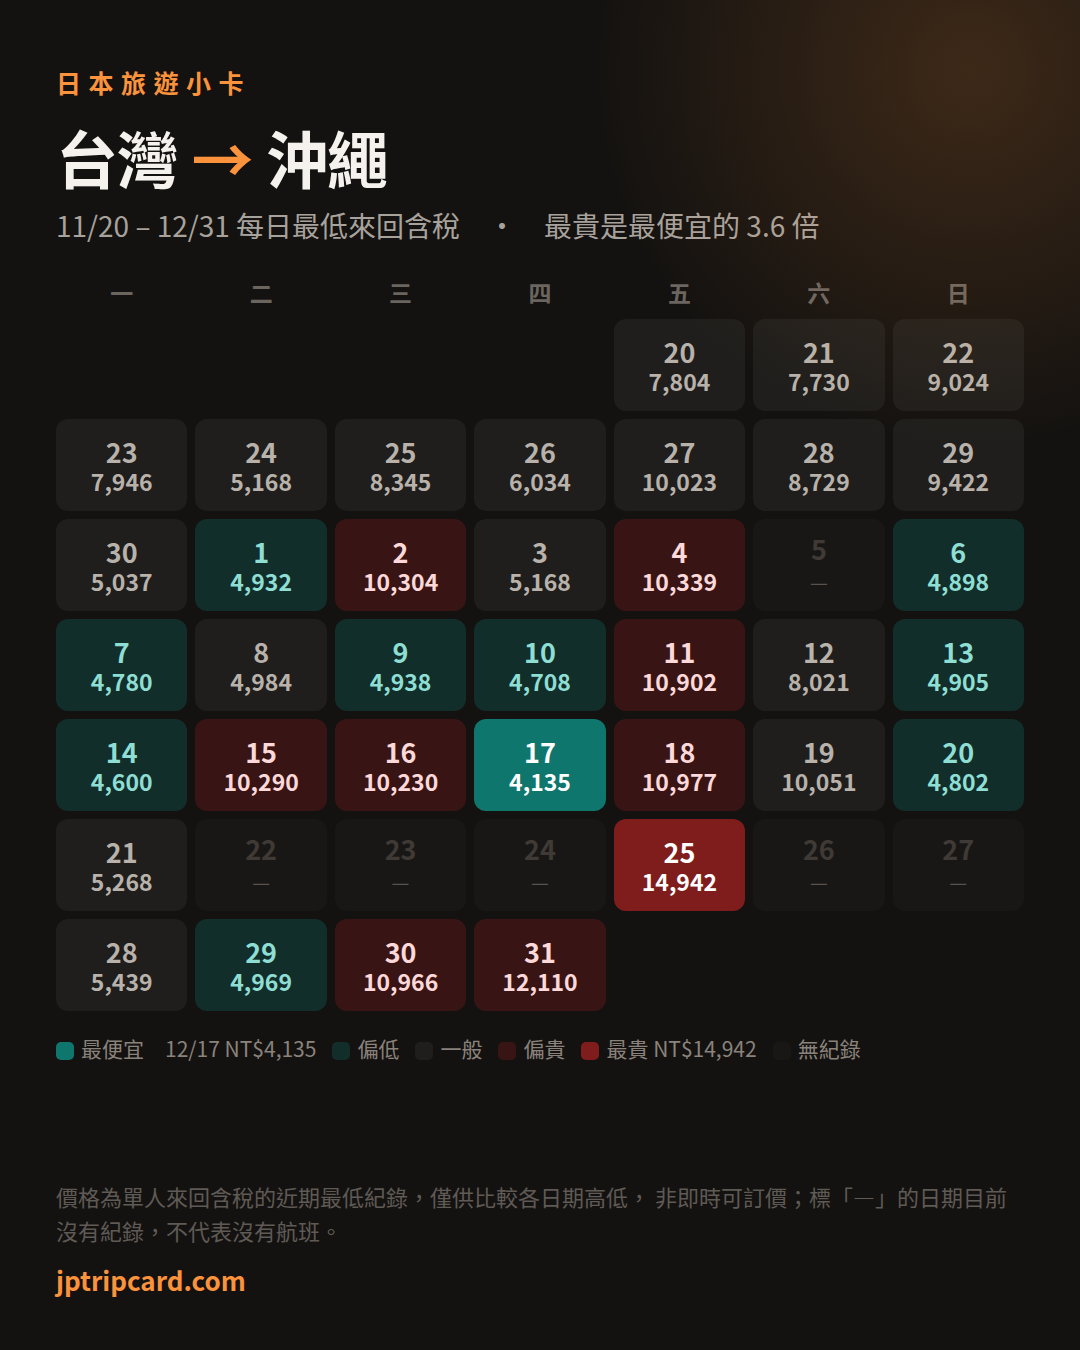 日本旅遊小卡
台灣 → 沖繩
11/20 – 12/31 每日最低來回含稅 · 最貴是最便宜的 3.6 倍
一 二 三 四 五 六 日
20 21 22
7,804 7,730 9,024
23 24 25 26 27 28 29
7,946 5,168 8,345 6,034 10,023 8,729 9,422
30 1 2 3 4 5 6
5,037 4,932 10,304 5,168 10,339 — 4,898
7 8 9 10 11 12 13
4,780 4,984 4,938 4,708 10,902 8,021 4,905
14 15 16 17 18 19 20
4,600 10,290 10,230 4,135 10,977 10,051 4,802
21 22 23 24 25 26 27
5,268 — — — 14,942 — —
28 29 30 31
5,439 4,969 10,966 12,110
最便宜 12/17 NT$4,135 偏低 一般 偏貴 最貴 NT$14,942 無紀錄
價格為單人來回含稅的近期最低紀錄，僅供比較各日期高低， 非即時可訂價；標「—」的日期目前
沒有紀錄，不代表沒有航班。
jptripcard.com